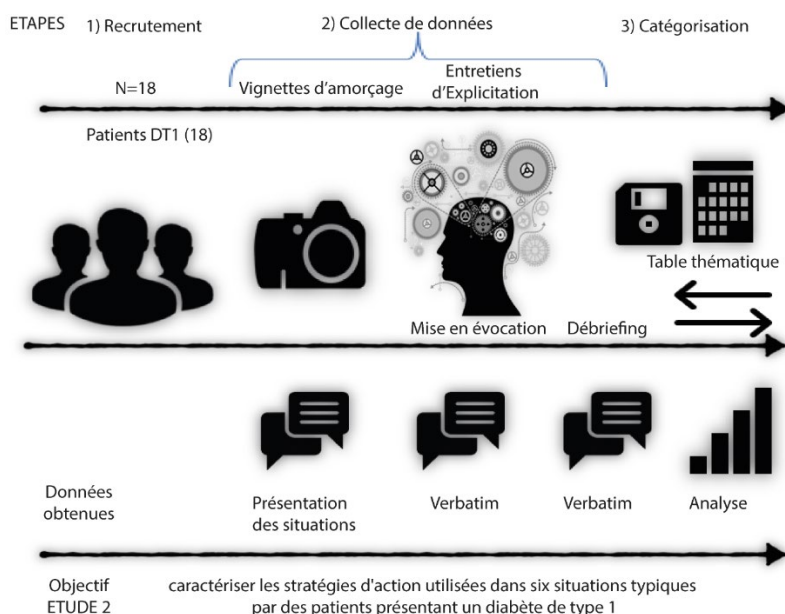 ETAPES
1) Recrutement
2) Collecte de données
3) Catégorisation
N=18
Vignettes d'amorçage
Entretiens
d'Explicitation
Patients DT1 (18)
Table thématique
Mise en évocation
Débriefing
Données
obtenues
Présentation
des situations
Verbatim
Verbatim
Analyse
Objectif
ETUDE 2
caractériser les stratégies d'action utilisées dans six situations typiques
par des patients présentant un diabète de type 1